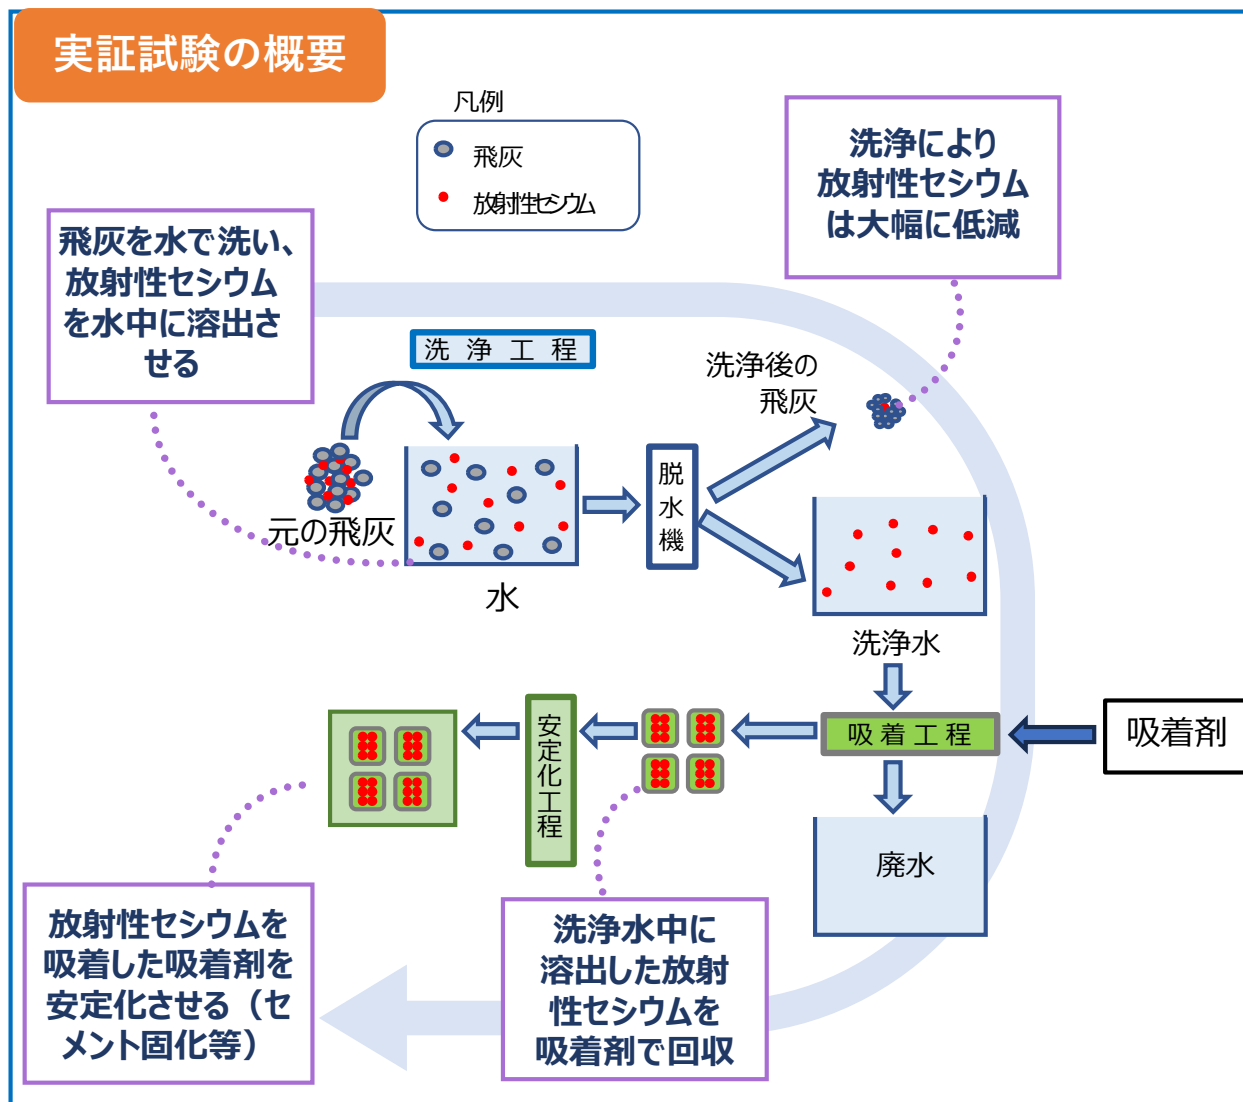 実証試験の概要
凡例
飛灰
放射性セシウム
洗浄により
放射性セシウム
は大幅に低減
飛灰を水で洗い、
放射性セシウム
を水中に溶出さ
せる
洗浄工程
洗浄後の
飛灰
元の飛灰
水
脱水機
洗浄水
吸着工程
吸着剤
安定化工程
廃水
放射性セシウムを
吸着した吸着剤を
安定化させる（セ
メント固化等）
洗浄水中に
溶出した放射
性セシウムを
吸着剤で回収